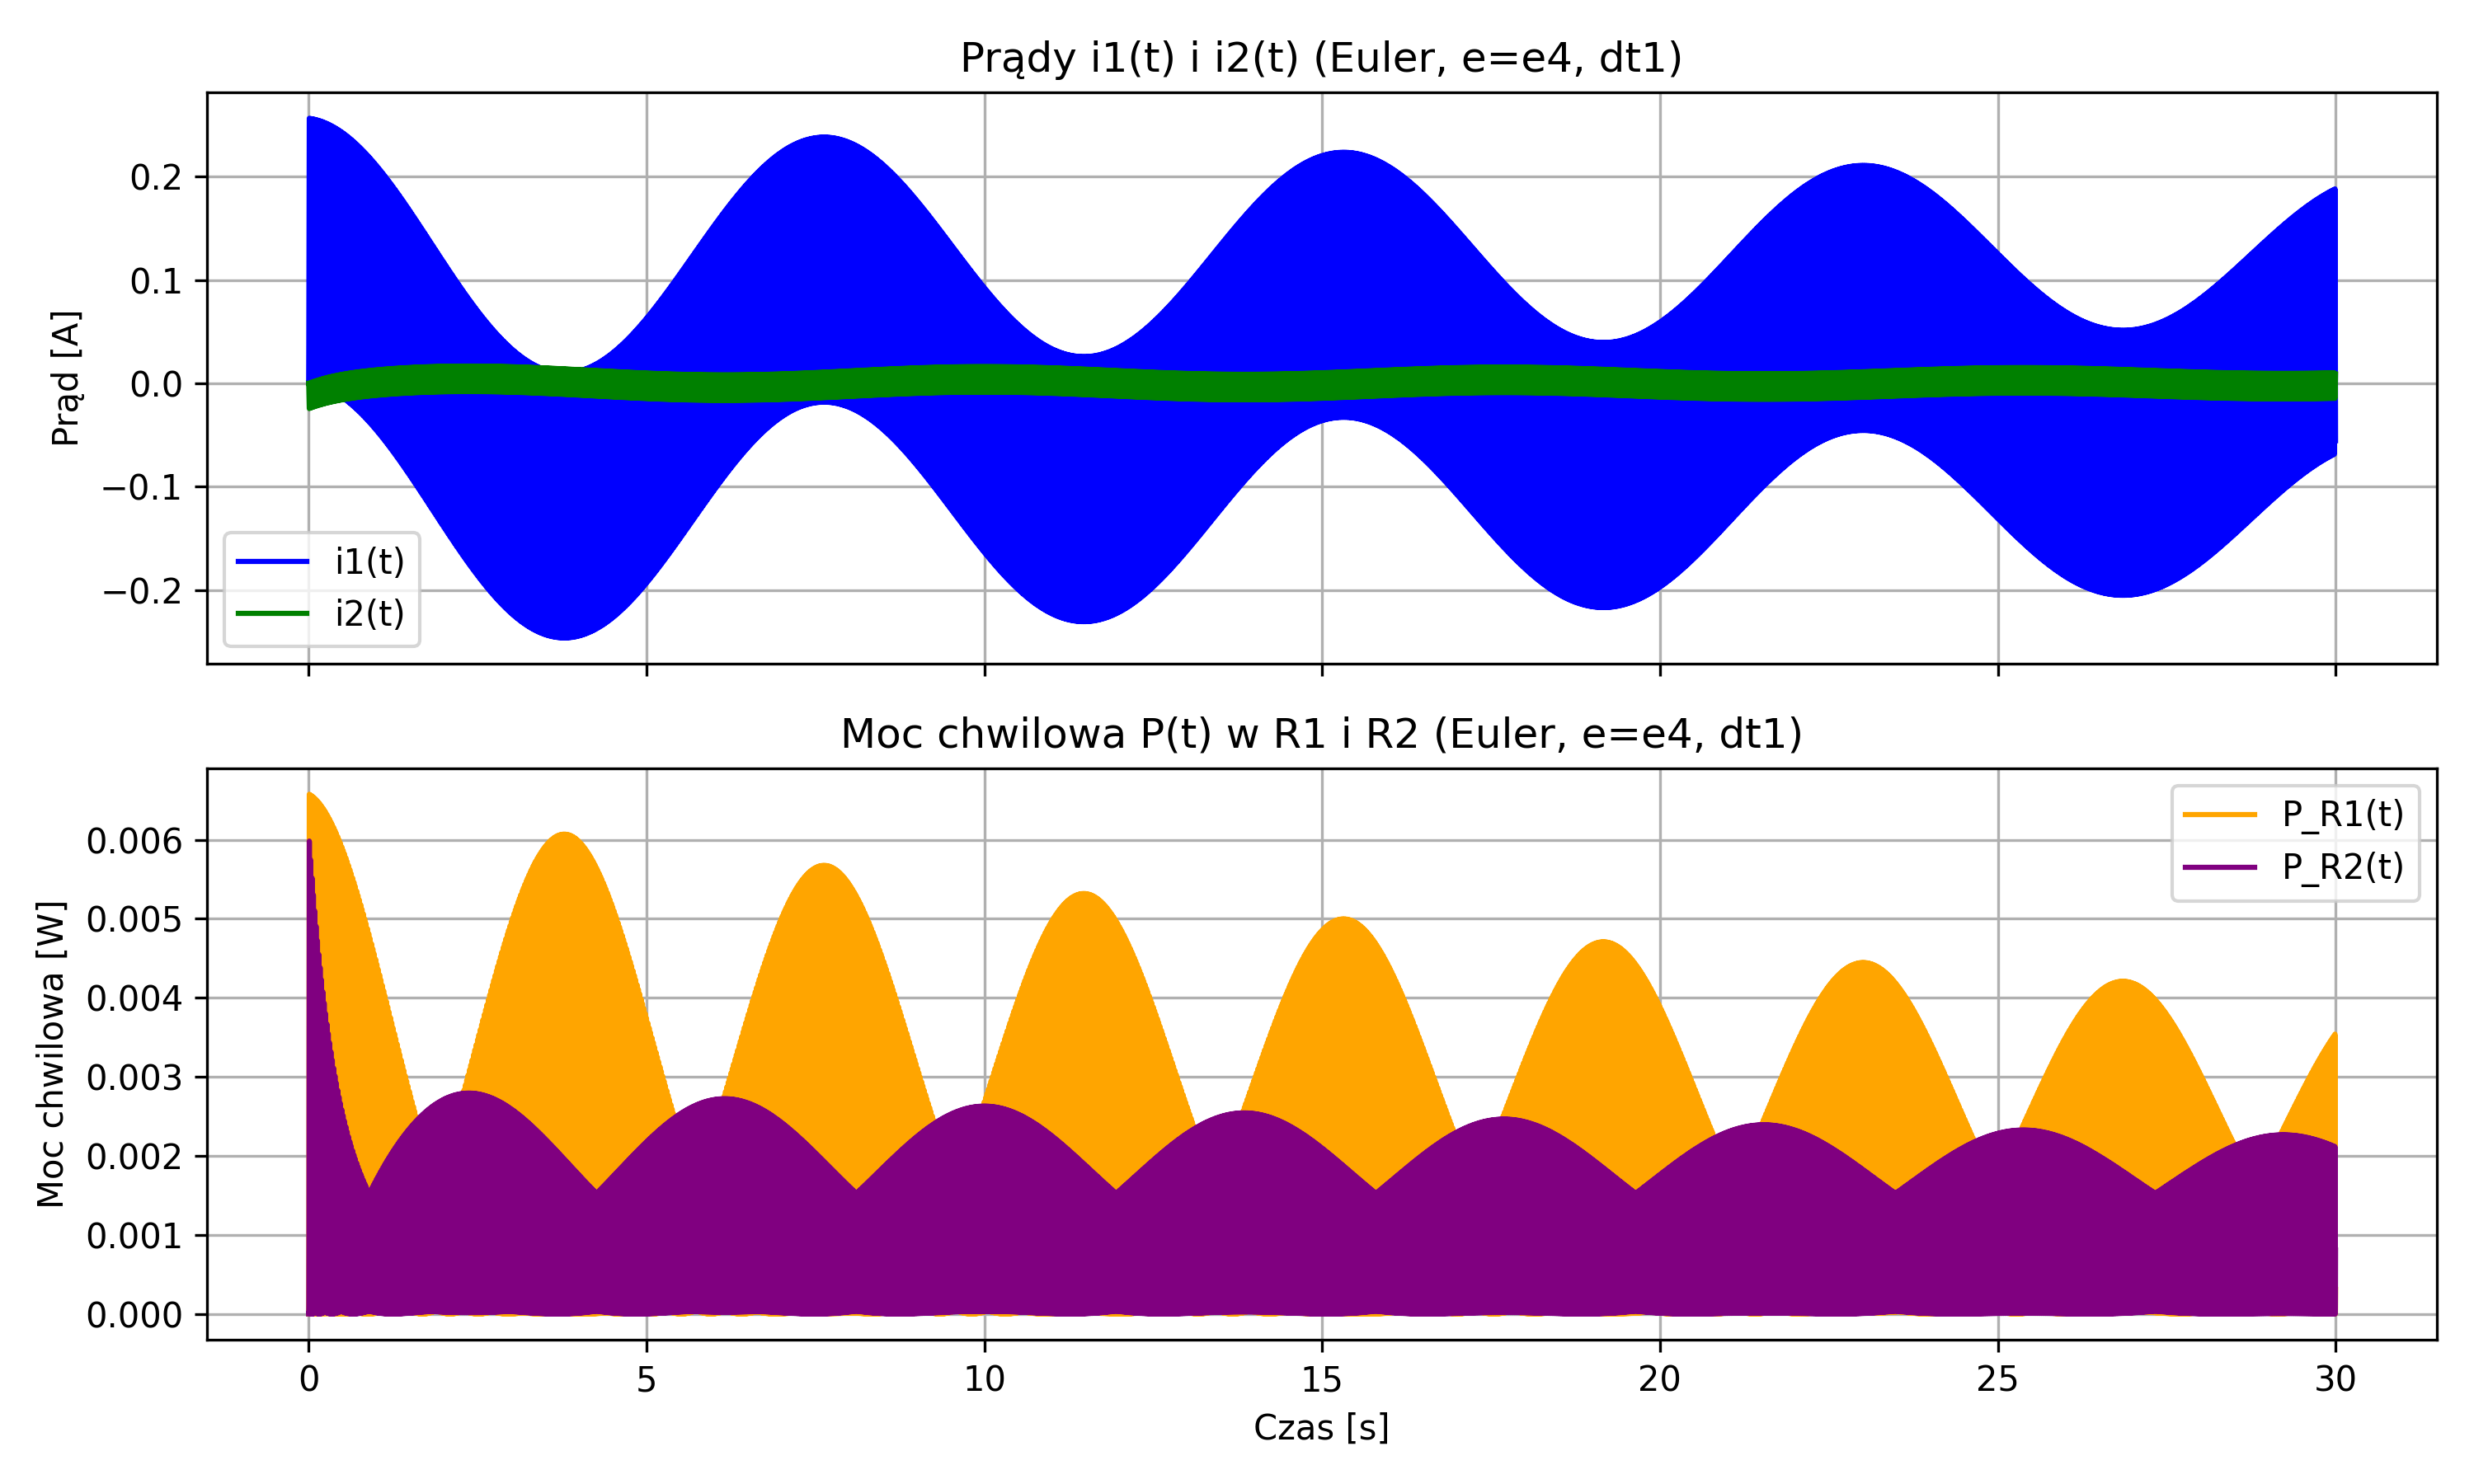 Prądy i1(t) i i2(t) (Euler, e=e4, dt1)
Prąd [A]
0.2
0.1
0.0
−0.1
−0.2
i1(t)
i2(t)
Moc chwilowa P(t) w R1 i R2 (Euler, e=e4, dt1)
Moc chwilowa [W]
0.006
0.005
0.004
0.003
0.002
0.001
0.000
P_R1(t)
P_R2(t)
0 5 10 15 20 25 30
Czas [s]